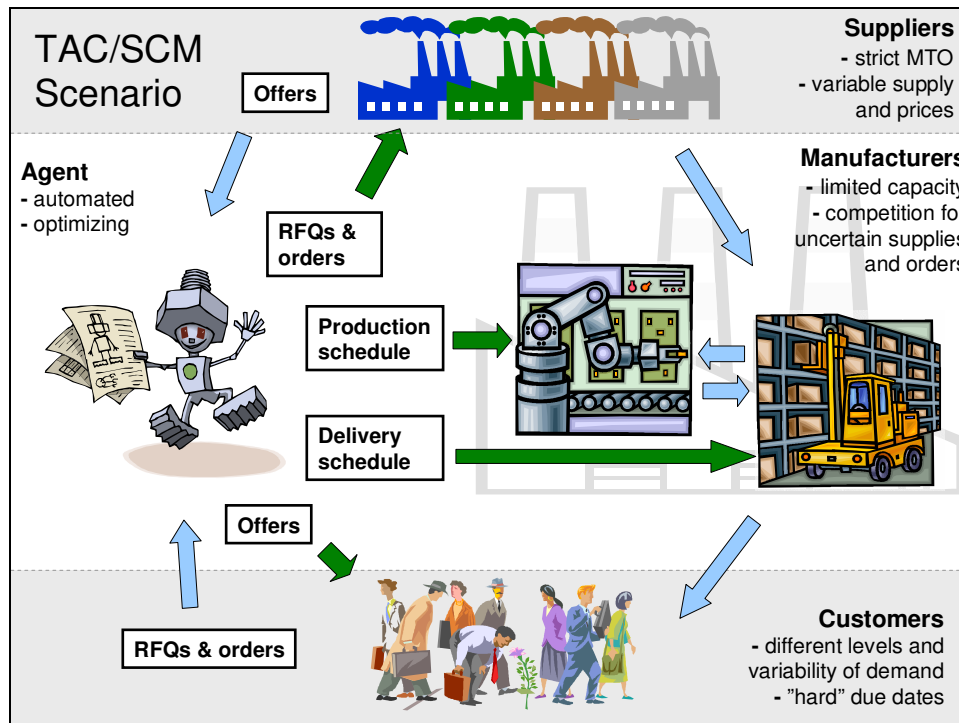 TAC/SCM
Scenario
Offers
Suppliers
- strict MTO
- variable supply
and prices
Agent
- automated
- optimizing
RFQs &
orders
Manufacturers
- limited capacity
- competition fo
uncertain supplies
and orders
Production
schedule
Delivery
schedule
Offers
RFQs & orders
Customers
- different levels and
variability of demand
- "hard" due dates